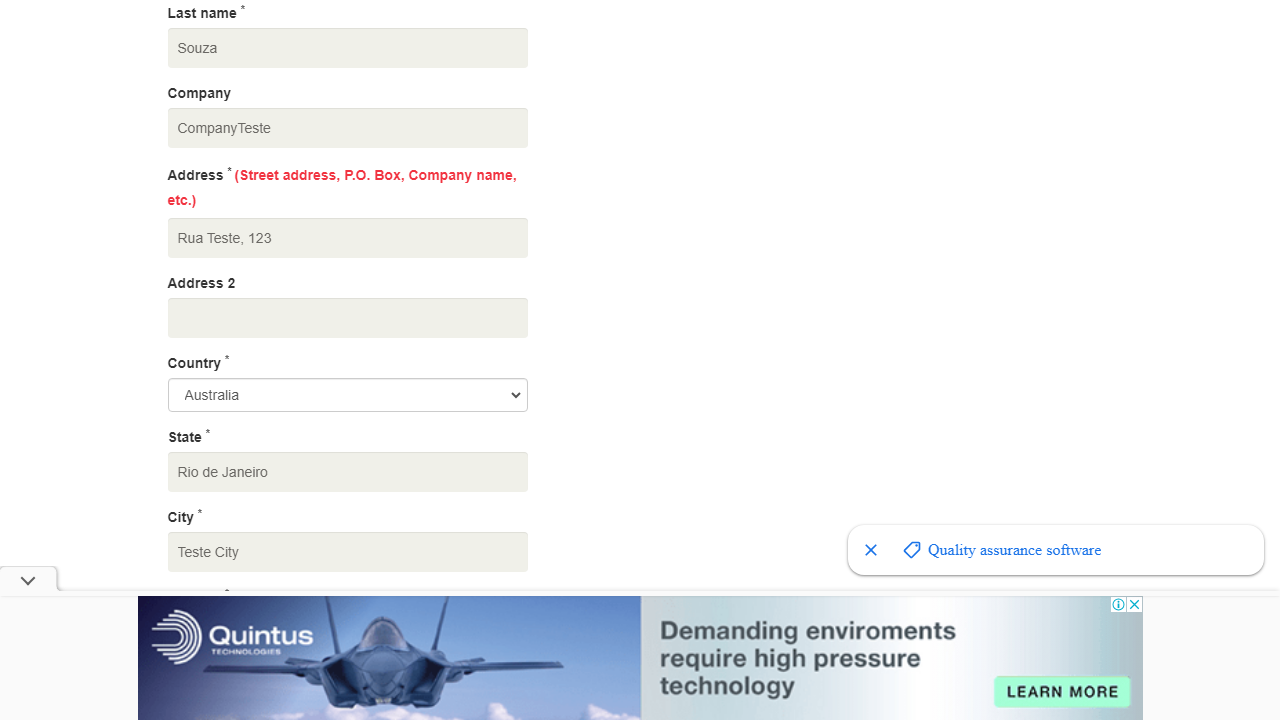 Last name *
Souza
Company
CompanyTeste
Address * (Street address, P.O. Box, Company name,
etc.)
Rua Teste, 123
Address 2
Country *
Australia
State *
Rio de Janeiro
City *
Teste City
Quality assurance software
Quintus
TECHNOLOGIES
Demanding enviroments
require high pressure
technology
LEARN MORE